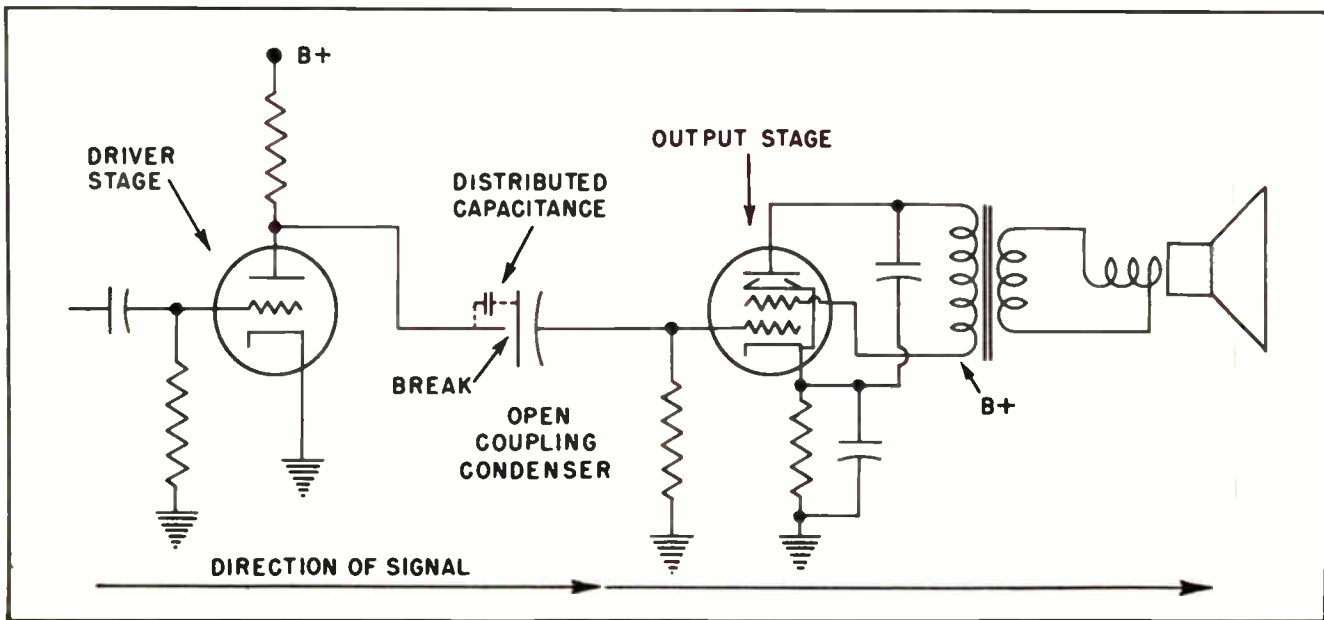 B+
DRIVER
STAGE
DISTRIBUTED
CAPACITANCE
OUTPUT STAGE
BREAK
OPEN
COUPLING
CONDENSER
B+
DIRECTION OF SIGNAL